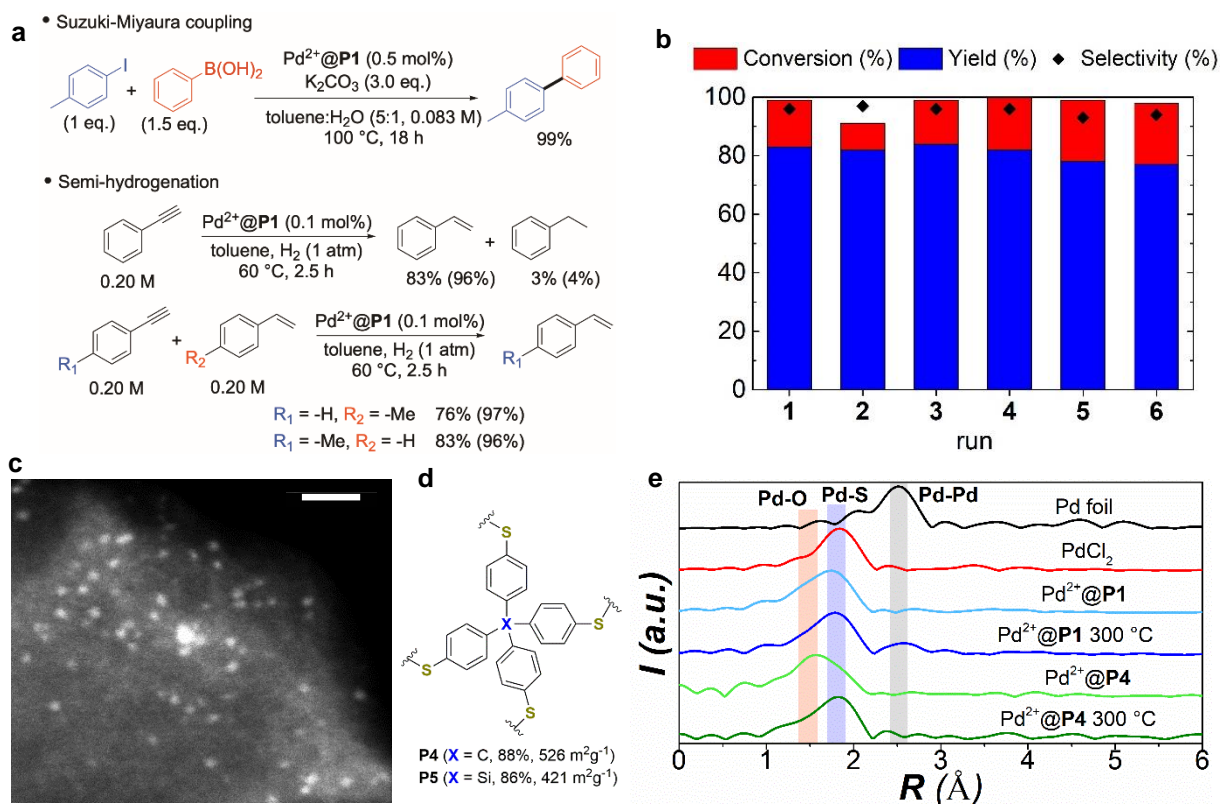 a
• Suzuki-Miyaura coupling
I
+
B(OH)₂
(1 eq.)
(1.5 eq.)
Pd²⁺@P1 (0.5 mol%)
K₂CO₃ (3.0 eq.)
toluene:H₂O (5:1, 0.083 M)
100 °C, 18 h
99%
• Semi-hydrogenation
0.20 M
Pd²⁺@P1 (0.1 mol%)
toluene, H₂ (1 atm)
60 °C, 2.5 h
+
83% (96%)
3% (4%)
R₁
0.20 M
+
R₂
0.20 M
Pd²⁺@P1 (0.1 mol%)
toluene, H₂ (1 atm)
60 °C, 2.5 h
R₁
R₁ = -H, R₂ = -Me 76% (97%)
R₁ = -Me, R₂ = -H 83% (96%)
b
Conversion (%) Yield (%) Selectivity (%)
100
80
60
40
20
0
1 2 3 4 5 6
run
c
d
S
S
X
S
S
P4 (X = C, 88%, 526 m²g⁻¹)
P5 (X = Si, 86%, 421 m²g⁻¹)
e
Pd-O Pd-S Pd-Pd
Pd foil
PdCl₂
Pd²⁺@P1
Pd²⁺@P1 300 °C
Pd²⁺@P4
Pd²⁺@P4 300 °C
I (a.u.)
0 1 2 3 4 5 6
R (Å)